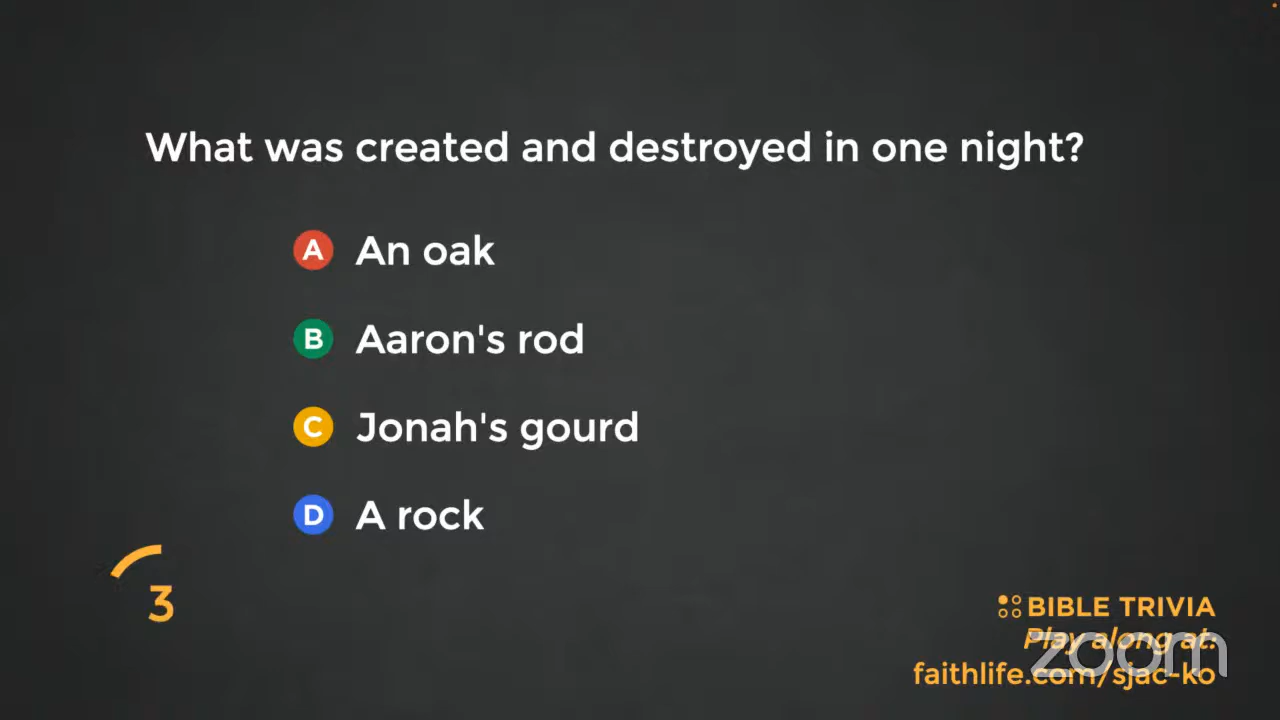 What was created and destroyed in one night?
A An oak
B Aaron's rod
C Jonah's gourd
D A rock
3
BIBLE TRIVIA
Play along at:
zoom
faithlife.com/sjac-ko